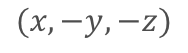 (x, −y, −z)